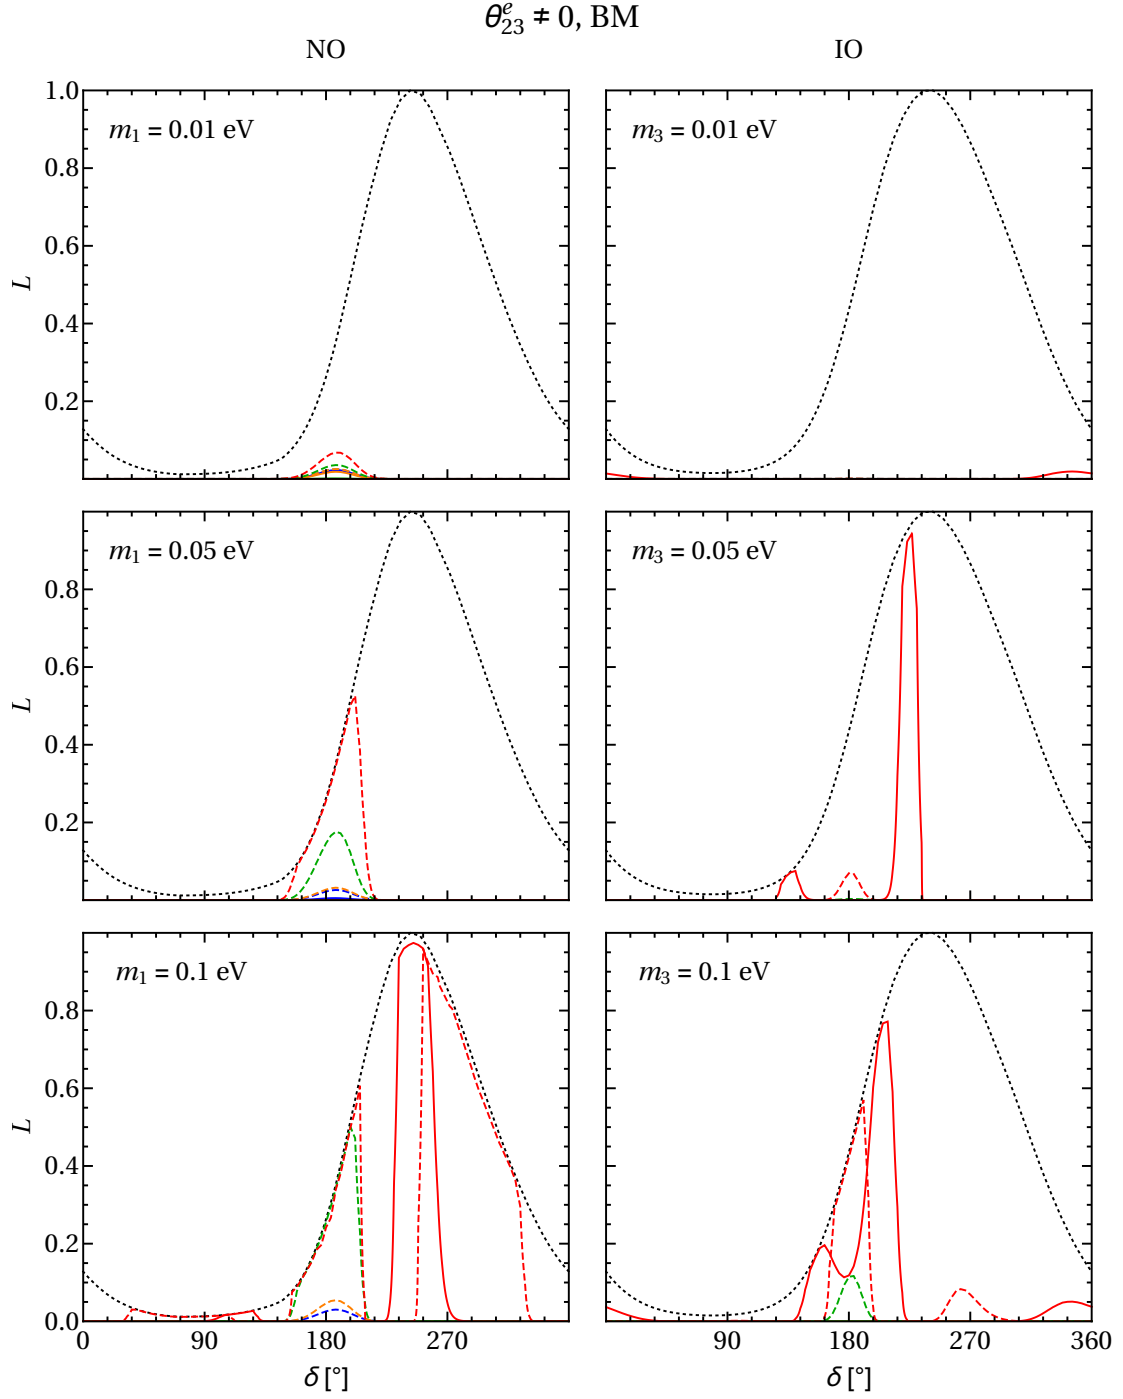 θ₂₃ᵉ ≠ 0, BM
NO IO
1.0
0.8
0.6
0.4
0.2
L
m₁ = 0.01 eV
m₃ = 0.01 eV
0.8
0.6
0.4
0.2
L
m₁ = 0.05 eV
m₃ = 0.05 eV
0.8
0.6
0.4
0.2
0.0
L
m₁ = 0.1 eV
m₃ = 0.1 eV
0 90 180 270
90 180 270 360
δ [°]
δ [°]